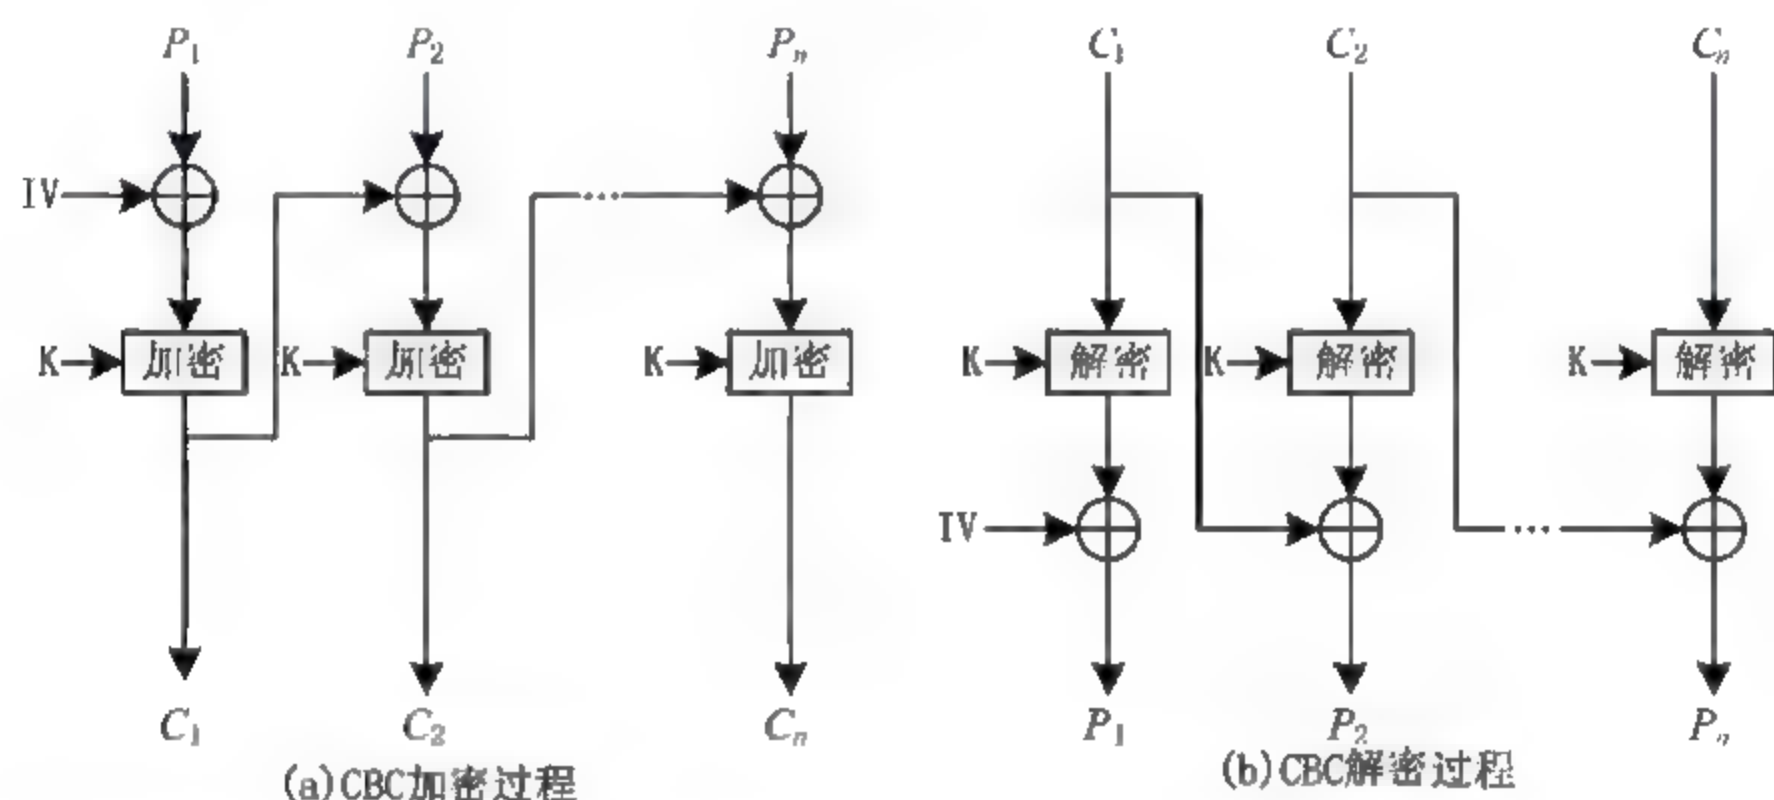 P₁ P₂ Pₙ C₁ C₂ Cₙ
IV ...
K 加密 K 加密 K 加密 K 解密 K 解密 K 解密
IV ...
C₁ C₂ Cₙ P₁ P₂ Pₙ
(a)CBC加密过程 (b)CBC解密过程